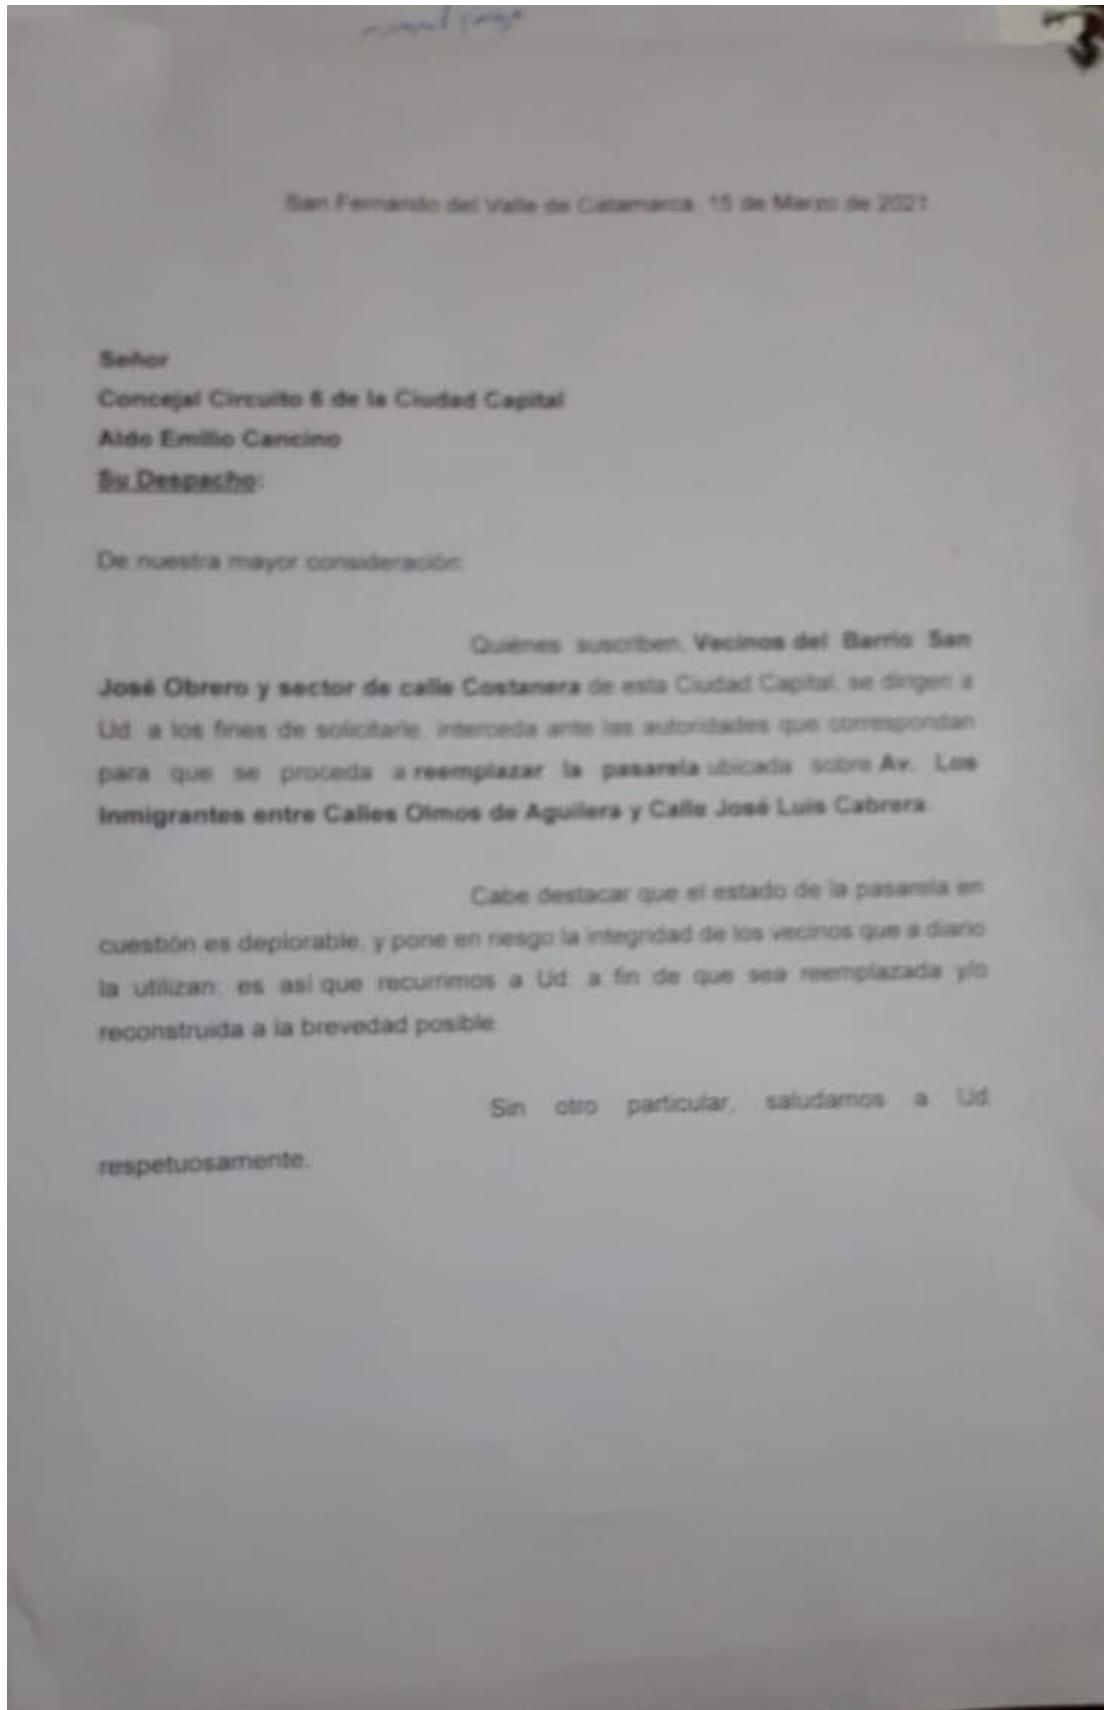 San Fernando del Valle de Catamarca, 15 de Marzo de 2021
Señor
Concejal Circuito 6 de la Ciudad Capital
Aldo Emilio Cancino
Su Despacho:
De nuestra mayor consideración:
Quiénes suscriben, Vecinos del Barrio San
José Obrero y sector de calle Costanera de esta Ciudad Capital, se dirigen a
Ud. a los fines de solicitarle, interceda ante las autoridades que correspondan
para que se proceda a reemplazar la pasarela ubicada sobre Av. Los
Inmigrantes entre Calles Olmos de Aguilera y Calle José Luis Cabrera.
Cabe destacar que el estado de la pasarela en
cuestión es deplorable, y pone en riesgo la integridad de los vecinos que a diario
la utilizan; es así que recurrimos a Ud. a fin de que sea reemplazada y/o
reconstruida a la brevedad posible.
Sin otro particular, saludamos a Ud.
respetuosamente.